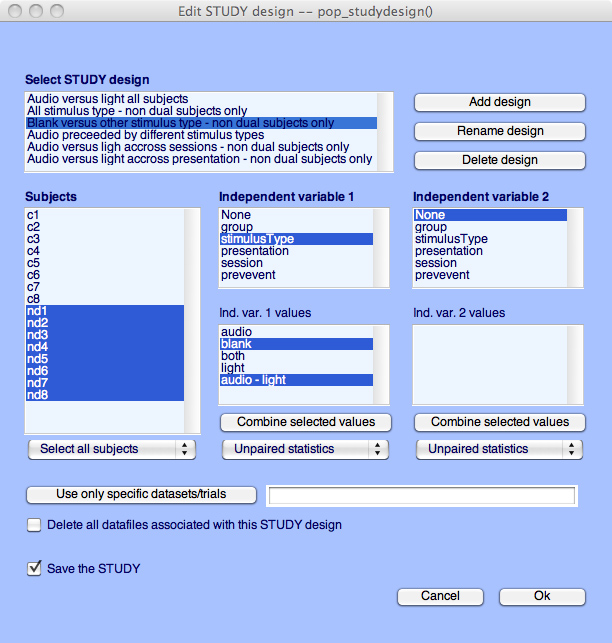 Edit STUDY design -- pop_studydesign()
Select STUDY design
Audio versus light all subjects
All stimulus type - non dual subjects only
Blank versus other stimulus type - non dual subjects only
Audio preceeded by different stimulus types
Audio versus ligh accross sessions - non dual subjects only
Audio versus light accross presentation - non dual subjects only
Add design
Rename design
Delete design
Subjects
c1
c2
c3
c4
c5
c6
c7
c8
nd1
nd2
nd3
nd4
nd5
nd6
nd7
nd8
Select all subjects
Independent variable 1
None
group
stimulusType
presentation
session
prevevent
Ind. var. 1 values
audio
blank
both
light
audio - light
Combine selected values
Unpaired statistics
Independent variable 2
None
group
stimulusType
presentation
session
prevevent
Ind. var. 2 values
Combine selected values
Unpaired statistics
Use only specific datasets/trials
Delete all datafiles associated with this STUDY design
Save the STUDY
Cancel
Ok